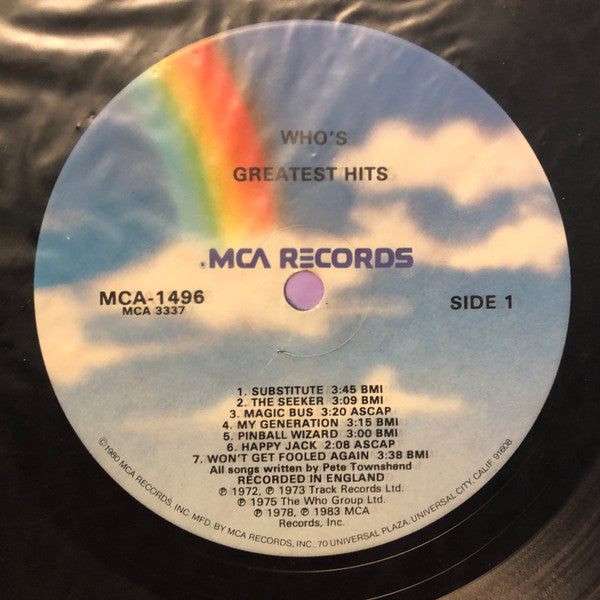 WHO'S
GREATEST HITS
MCA RECORDS
MCA-1496
MCA 3337
SIDE 1
1. SUBSTITUTE 3:45 BMI
2. THE SEEKER 3:09 BMI
3. MAGIC BUS 3:20 ASCAP
4. MY GENERATION 3:15 BMI
5. PINBALL WIZARD 3:00 BMI
6. HAPPY JACK 2:08 ASCAP
7. WON'T GET FOOLED AGAIN 3:38 BMI
All songs written by Pete Townshend
RECORDED IN ENGLAND
℗ 1972, ℗ 1973 Track Records Ltd.
℗ 1975 The Who Group Ltd.
℗ 1978, ℗ 1983 MCA
Records, Inc.
©1980 MCA RECORDS, INC. MFD. BY MCA RECORDS, INC., 70 UNIVERSAL PLAZA, UNIVERSAL CITY, CALIF. 91608